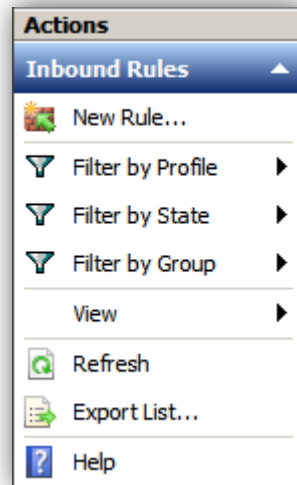 Actions
Inbound Rules
New Rule...
Filter by Profile
Filter by State
Filter by Group
View
Refresh
Export List...
Help